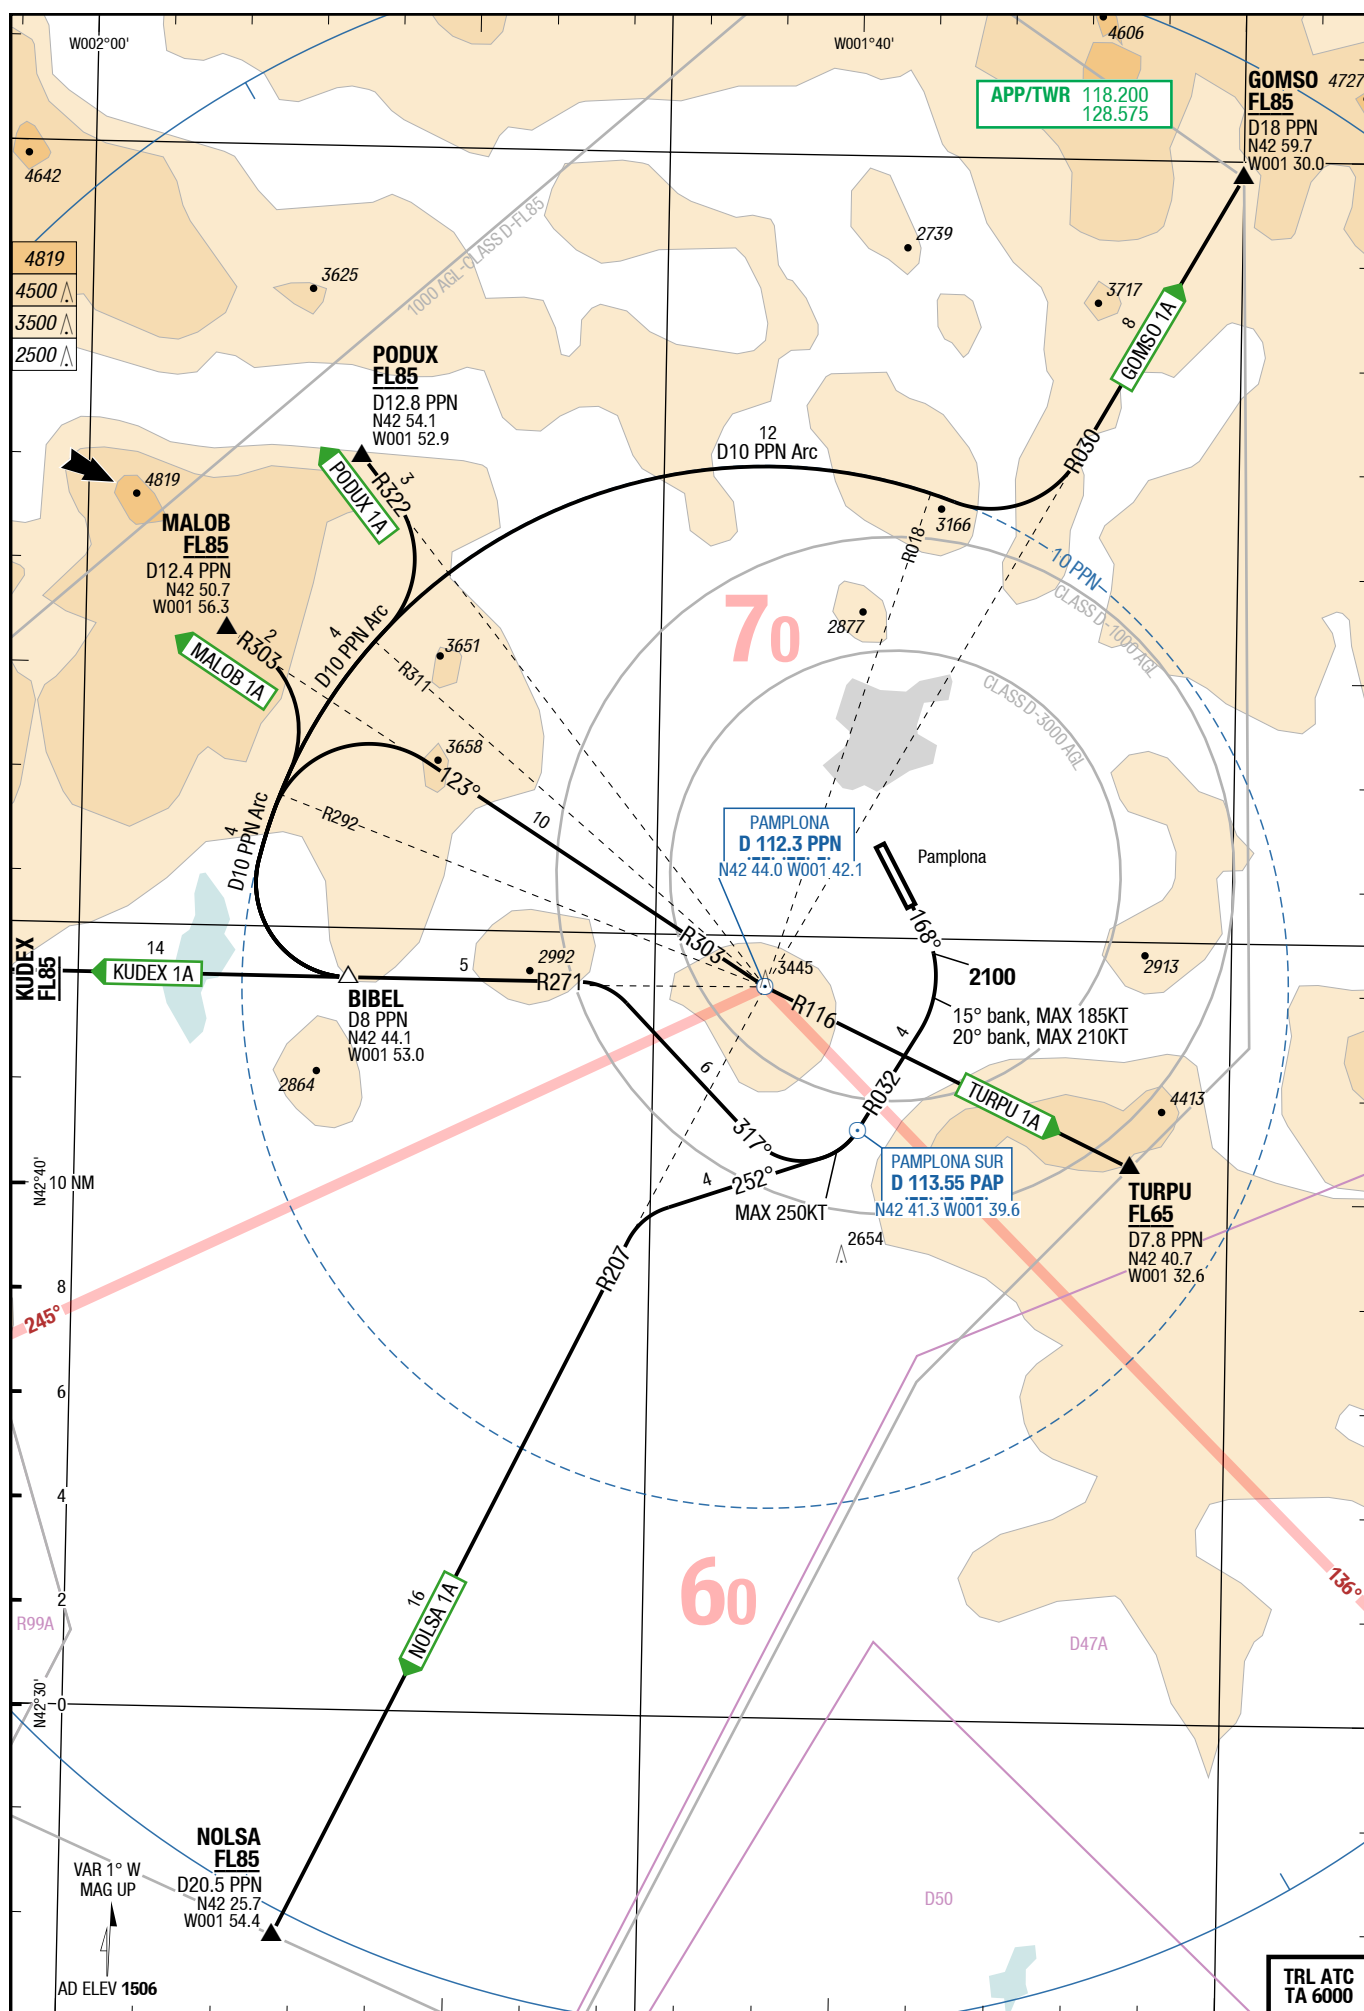 W002°00'
W001°40'
4606
APP/TWR 118.200
128.575
GOMSO
FL85
D18 PPN
N42 59.7
W001 30.0
4727
4642
1000 AGL-CLASS D-FL85
2739
4819
4500
3500
2500
3625
3717
8
GOMSO 1A
R030
PODUX
FL85
D12.8 PPN
N42 54.1
W001 52.9
3
R322
PODUX 1A
12
D10 PPN Arc
4819
3166
R018
10 PPN
MALOB
FL85
D12.4 PPN
N42 50.7
W001 56.3
2
R303
MALOB 1A
4
D10 PPN Arc
3651
R311
70
2877
CLASS D-1000 AGL
CLASS D-3000 AGL
3658
123°
10
4
D10 PPN Arc
R292
PAMPLONA
D 112.3 PPN
N42 44.0 W001 42.1
Pamplona
168°
R303
KUDEX
FL85
14
KUDEX 1A
5
2992
R271
3445
2913
2100
BIBEL
D8 PPN
N42 44.1
W001 53.0
R116
15° bank, MAX 185KT
20° bank, MAX 210KT
4
6
2864
R032
TURPU 1A
4413
317°
PAMPLONA SUR
D 113.55 PAP
N42 41.3 W001 39.6
4
252°
MAX 250KT
TURPU
FL65
D7.8 PPN
N42 40.7
W001 32.6
N42°40'
10 NM
2654
R207
8
245°
6
4
136°
2
R99A
16
NOLSA 1A
60
D47A
N42°30'
0
NOLSA
FL85
D20.5 PPN
N42 25.7
W001 54.4
VAR 1° W
MAG UP
D50
AD ELEV 1506
TRL ATC
TA 6000